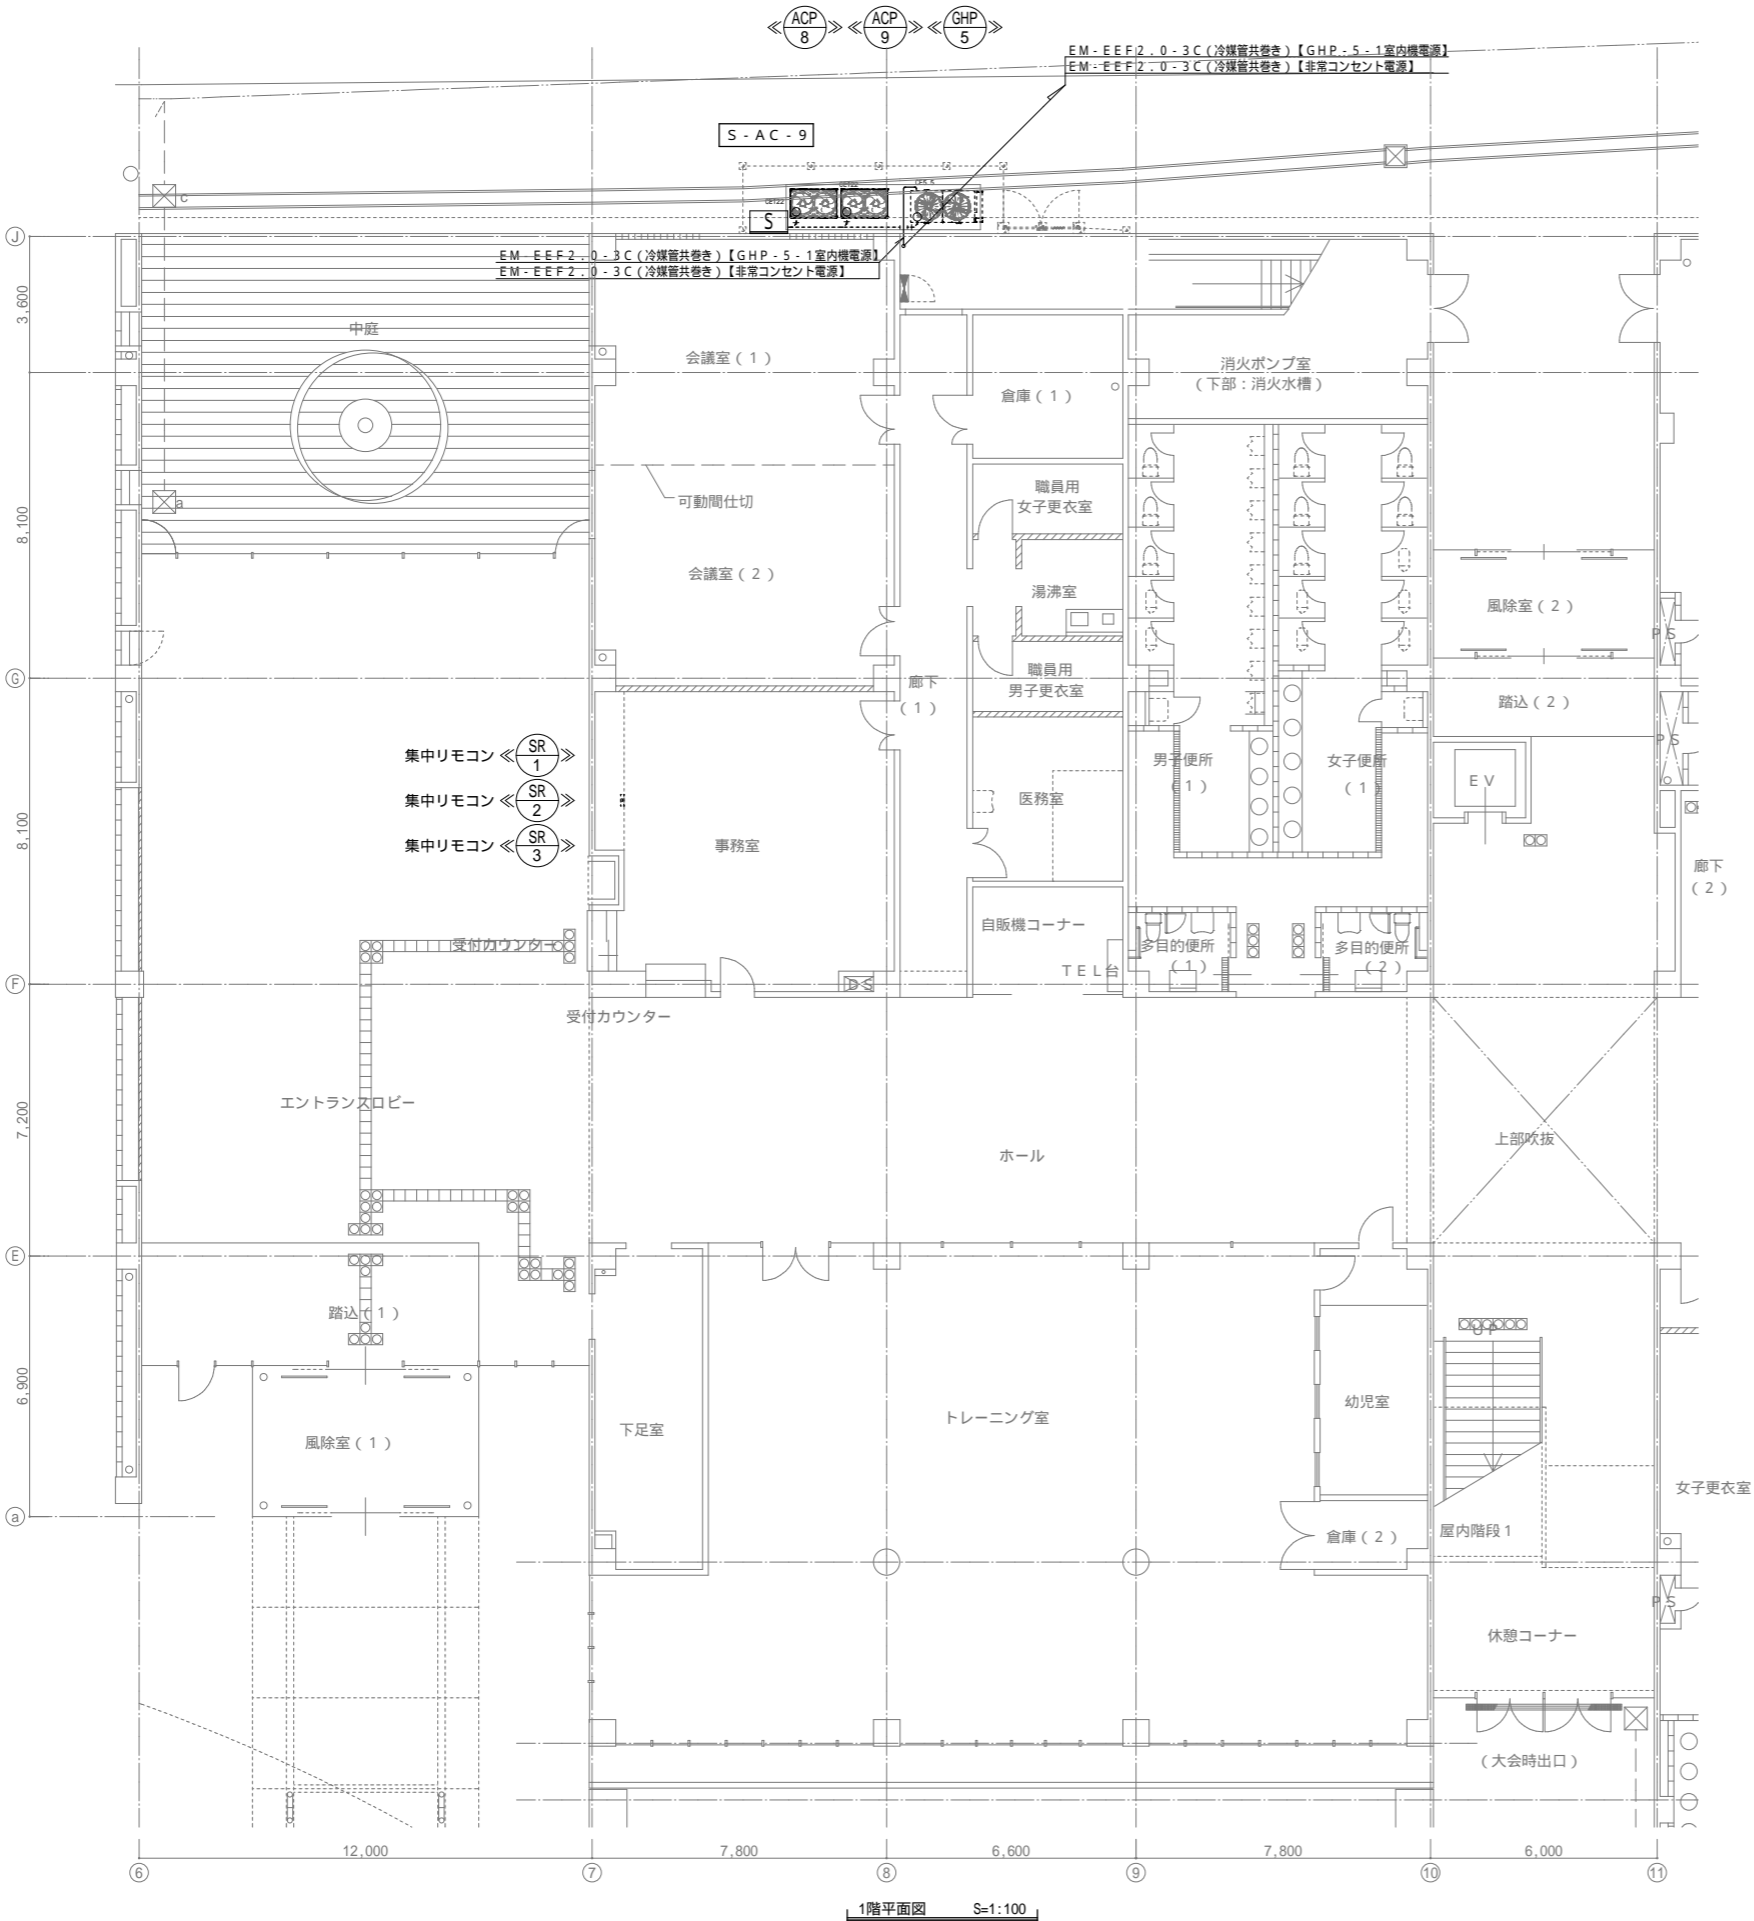 ACP
8
ACP
9
GHP
5
EM-EEF2.0-3C(冷媒管共巻き)【GHP-5-1室内機電源】
EM-EEF2.0-3C(冷媒管共巻き)【非常コンセント電源】
S-AC-9
C
CET22
CET22
S
J
EM-EEF2.0-3C(冷媒管共巻き)【GHP-5-1室内機電源】
EM-EEF2.0-3C(冷媒管共巻き)【非常コンセント電源】
3,600
中庭
会議室(1)
消火ポンプ室
(下部:消火水槽)
倉庫(1)
a
可動間仕切
職員用
女子更衣室
8,100
会議室(2)
湯沸室
風除室(2)
PS
G
廊下
(1)
職員用
男子更衣室
踏込(2)
PS
集中リモコン
SR
1
集中リモコン
SR
2
集中リモコン
SR
3
男子便所
(1)
女子便所
(1)
EV
医務室
8,100
事務室
廊下
(2)
自販機コーナー
受付カウンター
多目的便所
(1)
多目的便所
(2)
TEL台
F
DS
受付カウンター
エントランスロビー
7,200
上部吹抜
ホール
E
踏込(1)
UP
6,900
幼児室
トレーニング室
下足室
風除室(1)
女子更衣室
a
倉庫(2)
屋内階段1
PS
休憩コーナー
(大会時出口)
12,000
7,800
6,600
7,800
6,000
6
7
8
9
10
11
1階平面図 S=1:100